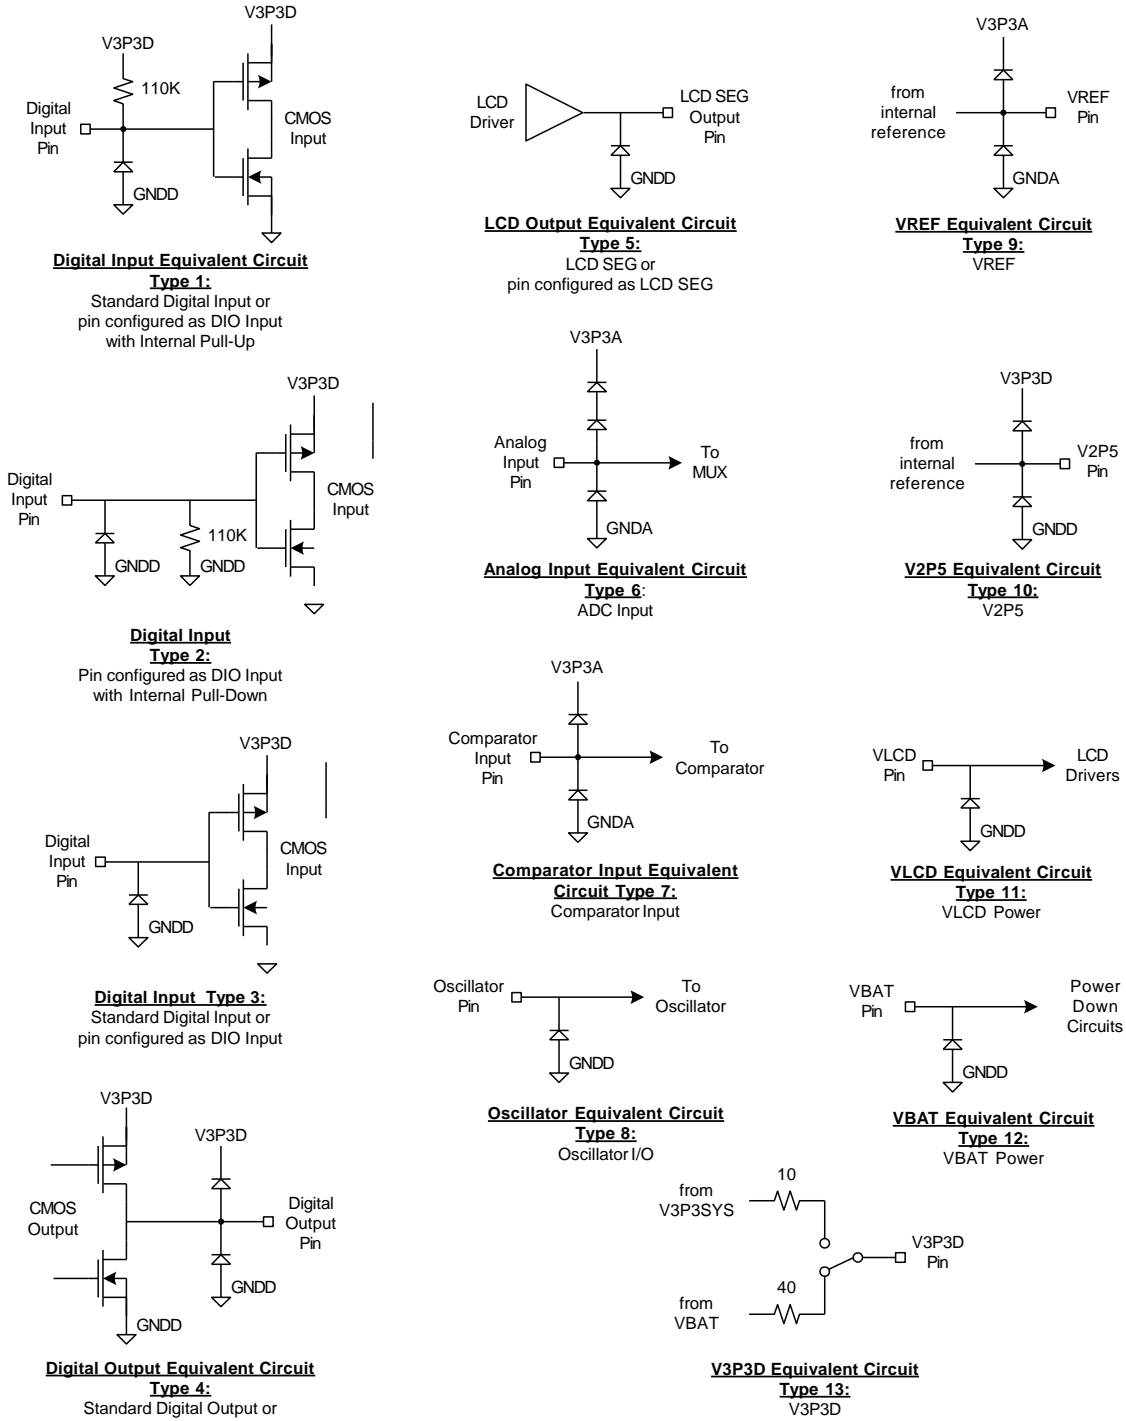 V3P3D
V3P3D
110K
Digital
Input
Pin
CMOS
Input
GNDD
Digital Input Equivalent Circuit
Type 1:
Standard Digital Input or
pin configured as DIO Input
with Internal Pull-Up
V3P3D
Digital
Input
Pin
CMOS
Input
110K
GNDD
GNDD
Digital Input
Type 2:
Pin configured as DIO Input
with Internal Pull-Down
V3P3D
Digital
Input
Pin
CMOS
Input
GNDD
Digital Input Type 3:
Standard Digital Input or
pin configured as DIO Input
V3P3D
V3P3D
CMOS
Output
Digital
Output
Pin
GNDD
GNDD
Digital Output Equivalent Circuit
Type 4:
Standard Digital Output or
LCD
Driver
LCD SEG
Output
Pin
GNDD
LCD Output Equivalent Circuit
Type 5:
LCD SEG or
pin configured as LCD SEG
V3P3A
Analog
Input
Pin
To
MUX
GNDA
Analog Input Equivalent Circuit
Type 6:
ADC Input
V3P3A
Comparator
Input
Pin
To
Comparator
GNDA
Comparator Input Equivalent
Circuit Type 7:
Comparator Input
Oscillator
Pin
To
Oscillator
GNDD
Oscillator Equivalent Circuit
Type 8:
Oscillator I/O
V3P3A
from
internal
reference
VREF
Pin
GNDA
VREF Equivalent Circuit
Type 9:
VREF
V3P3D
from
internal
reference
V2P5
Pin
GNDD
V2P5 Equivalent Circuit
Type 10:
V2P5
VLCD
Pin
LCD
Drivers
GNDD
VLCD Equivalent Circuit
Type 11:
VLCD Power
VBAT
Pin
Power
Down
Circuits
GNDD
VBAT Equivalent Circuit
Type 12:
VBAT Power
from
V3P3SYS
10
V3P3D
Pin
from
VBAT
40
V3P3D Equivalent Circuit
Type 13:
V3P3D